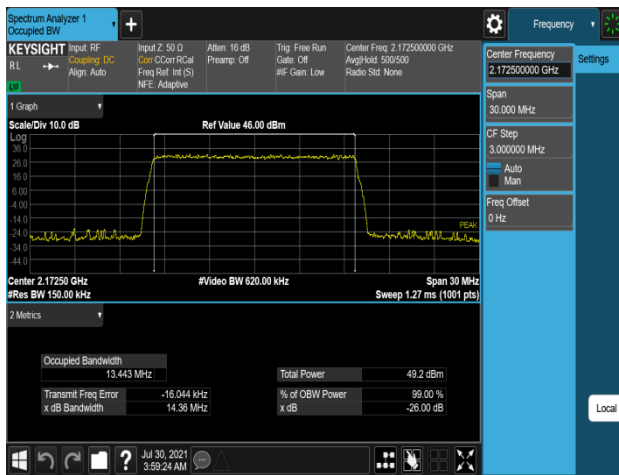 Spectrum Analyzer 1
Occupied BW
+
Frequency
KEYSIGHT
Input: RF
Coupling: DC
Align: Auto
R L
LXI
Input Z: 50 Ω
Corr CCorr RCal
Freq Ref: Int (S)
NFE: Adaptive
Atten: 16 dB
Preamp: Off
Trig: Free Run
Gate: Off
#IF Gain: Low
Center Freq: 2.172500000 GHz
Avg|Hold: 500/500
Radio Std: None
Center Frequency
2.172500000 GHz
Settings
Span
30.000 MHz
CF Step
3.000000 MHz
Auto
Man
Freq Offset
0 Hz
1 Graph
Scale/Div 10.0 dB
Ref Value 46.00 dBm
Log
36.0
26.0
16.0
6.00
-4.00
-14.0
-24.0
-34.0
-44.0
PEAK
Center 2.17250 GHz
#Video BW 620.00 kHz
Span 30 MHz
#Res BW 150.00 kHz
Sweep 1.27 ms (1001 pts)
2 Metrics
Occupied Bandwidth
13.443 MHz
Total Power 49.2 dBm
Transmit Freq Error -16.044 kHz
% of OBW Power 99.00 %
x dB Bandwidth 14.36 MHz
x dB -26.00 dB
Local
?
Jul 30, 2021
3:59:24 AM